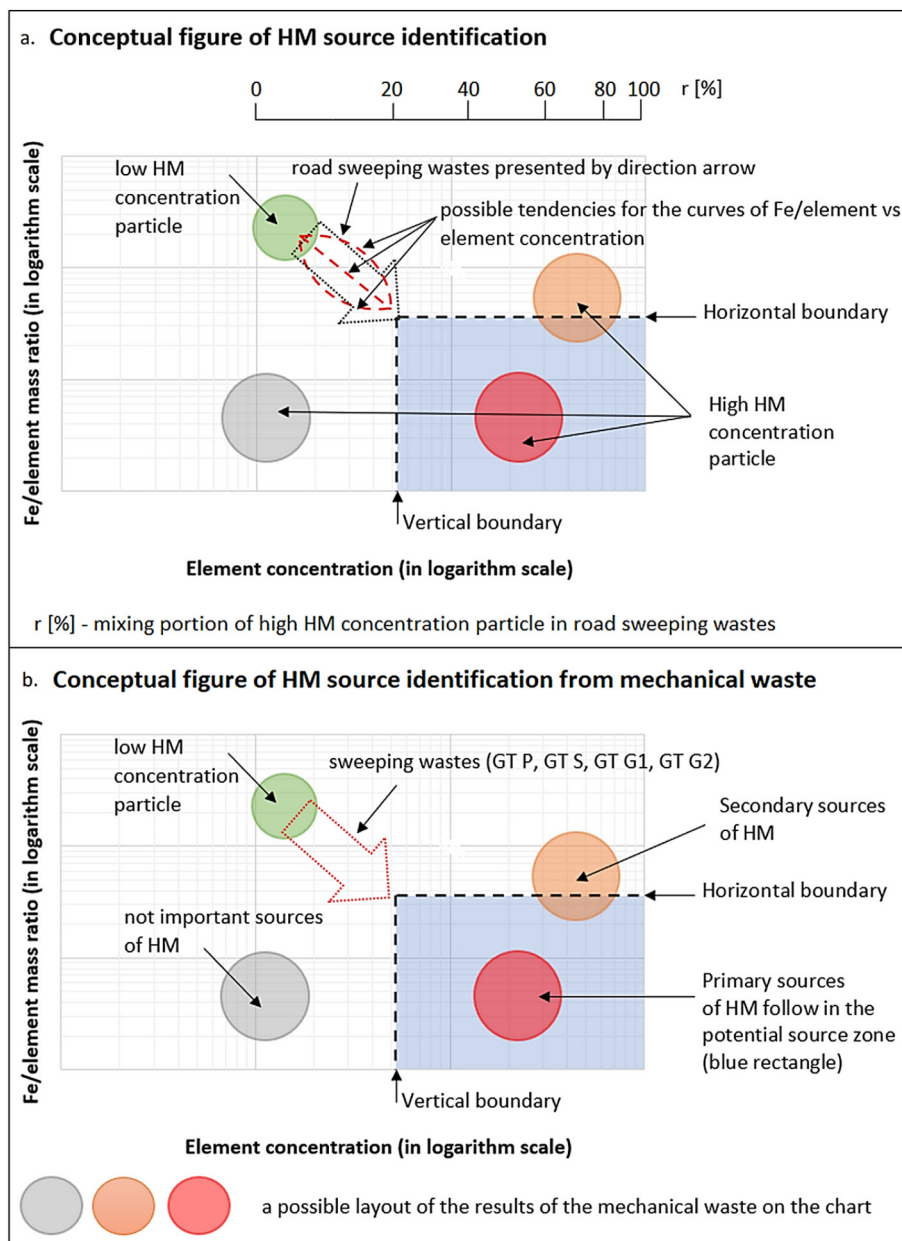 a. Conceptual figure of HM source identification
0 20 40 60 80 100 r [%]
low HM
concentration
particle
road sweeping wastes presented by direction arrow
possible tendencies for the curves of Fe/element vs
element concentration
Horizontal boundary
High HM
concentration
particle
Vertical boundary
Fe/element mass ratio (in logarithm scale)
Element concentration (in logarithm scale)
r [%] - mixing portion of high HM concentration particle in road sweeping wastes
b. Conceptual figure of HM source identification from mechanical waste
low HM
concentration
particle
sweeping wastes (GT P, GT S, GT G1, GT G2)
Secondary sources
of HM
Horizontal boundary
not important sources
of HM
Primary sources
of HM follow in the
potential source zone
(blue rectangle)
Vertical boundary
Fe/element mass ratio (in logarithm scale)
Element concentration (in logarithm scale)
a possible layout of the results of the mechanical waste on the chart